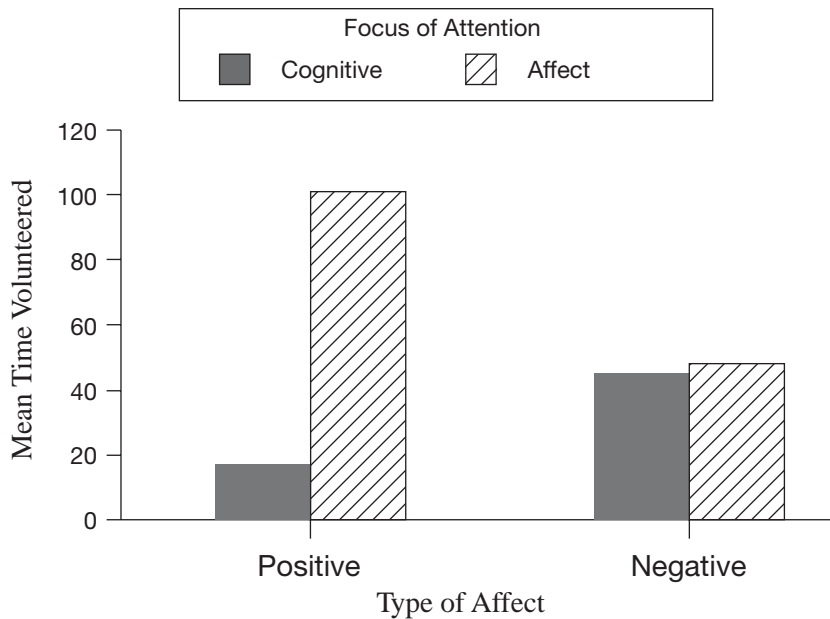 Focus of Attention
Cognitive Affect
120
100
80
60
40
20
0
Mean Time Volunteered
Positive Negative
Type of Affect